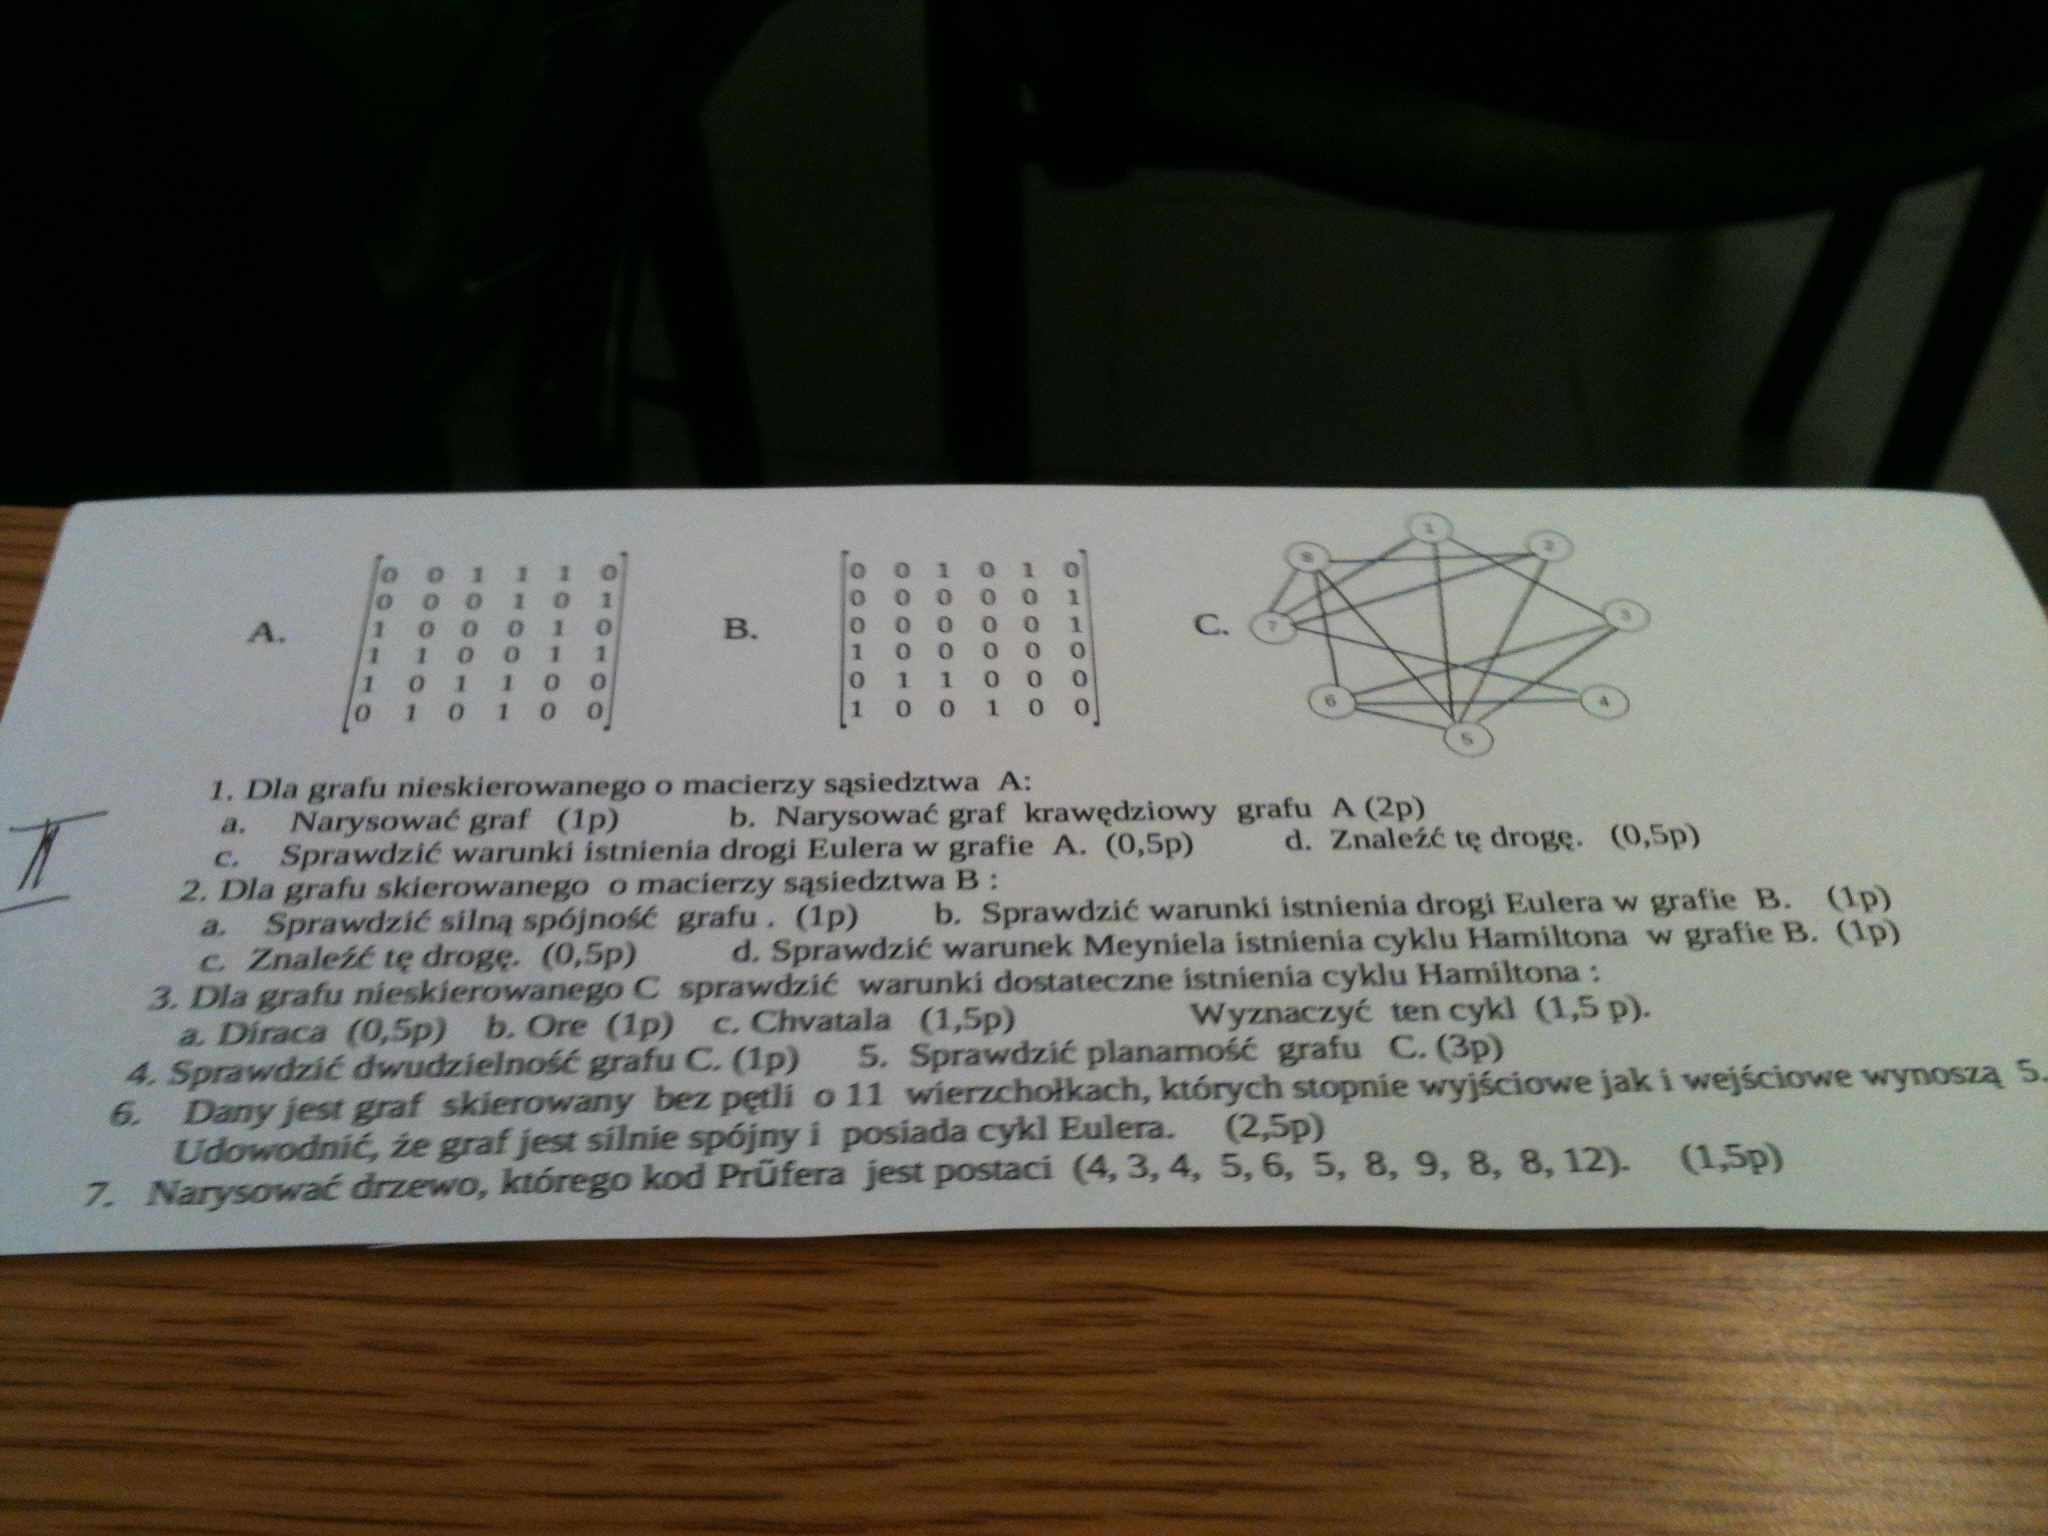 A.
0 0 1 1 1 0
0 0 0 1 0 1
1 0 0 0 1 0
1 1 0 0 1 1
1 0 1 1 0 0
0 1 0 1 0 0
B.
0 0 1 0 1 0
0 0 0 0 0 1
0 0 0 0 0 1
1 0 0 0 0 0
0 1 1 0 0 0
1 0 0 1 0 0
C.
1
8 2
7 3
6 4
5
II
1. Dla grafu nieskierowanego o macierzy sąsiedztwa A:
a. Narysować graf (1p) b. Narysować graf krawędziowy grafu A (2p)
c. Sprawdzić warunki istnienia drogi Eulera w grafie A. (0,5p) d. Znaleźć tę drogę. (0,5p)
2. Dla grafu skierowanego o macierzy sąsiedztwa B :
a. Sprawdzić silną spójność grafu . (1p) b. Sprawdzić warunki istnienia drogi Eulera w grafie B. (1p)
c. Znaleźć tę drogę. (0,5p) d. Sprawdzić warunek Meyniela istnienia cyklu Hamiltona w grafie B. (1p)
3. Dla grafu nieskierowanego C sprawdzić warunki dostateczne istnienia cyklu Hamiltona :
a. Diraca (0,5p) b. Ore (1p) c. Chvatala (1,5p) Wyznaczyć ten cykl (1,5 p).
4. Sprawdzić dwudzielność grafu C. (1p) 5. Sprawdzić planarność grafu C. (3p)
6. Dany jest graf skierowany bez pętli o 11 wierzchołkach, których stopnie wyjściowe jak i wejściowe wynoszą 5.
Udowodnić, że graf jest silnie spójny i posiada cykl Eulera. (2,5p)
7. Narysować drzewo, którego kod PrÜfera jest postaci (4, 3, 4, 5, 6, 5, 8, 9, 8, 8, 12). (1,5p)